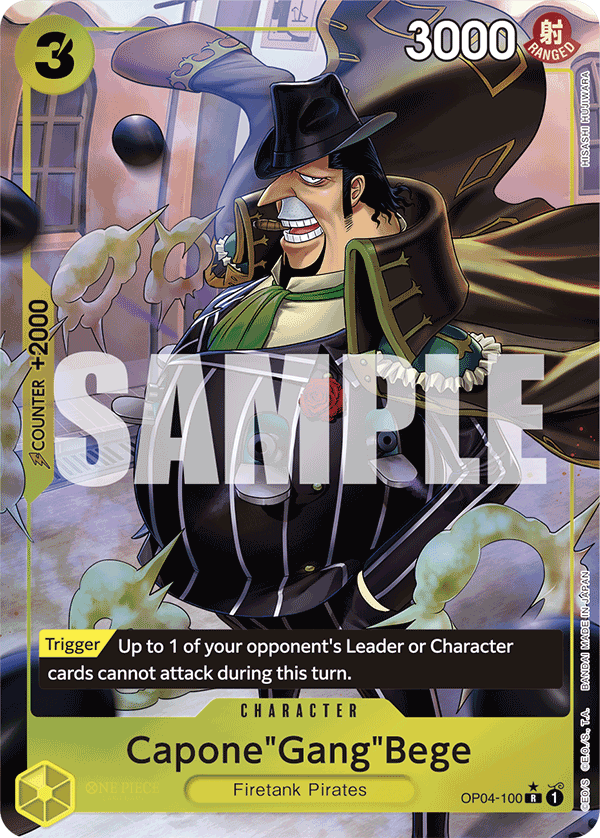 3
3000
射
RANGED
HISASHI HUJIWARA
COUNTER +2000
SAMPLE
Trigger Up to 1 of your opponent's Leader or Character
cards cannot attack during this turn.
BANDAI MADE IN JAPAN
CHARACTER
Capone"Gang"Bege
Firetank Pirates
ONE PIECE
OP04-100 R 1
©E.O./S., T.A.